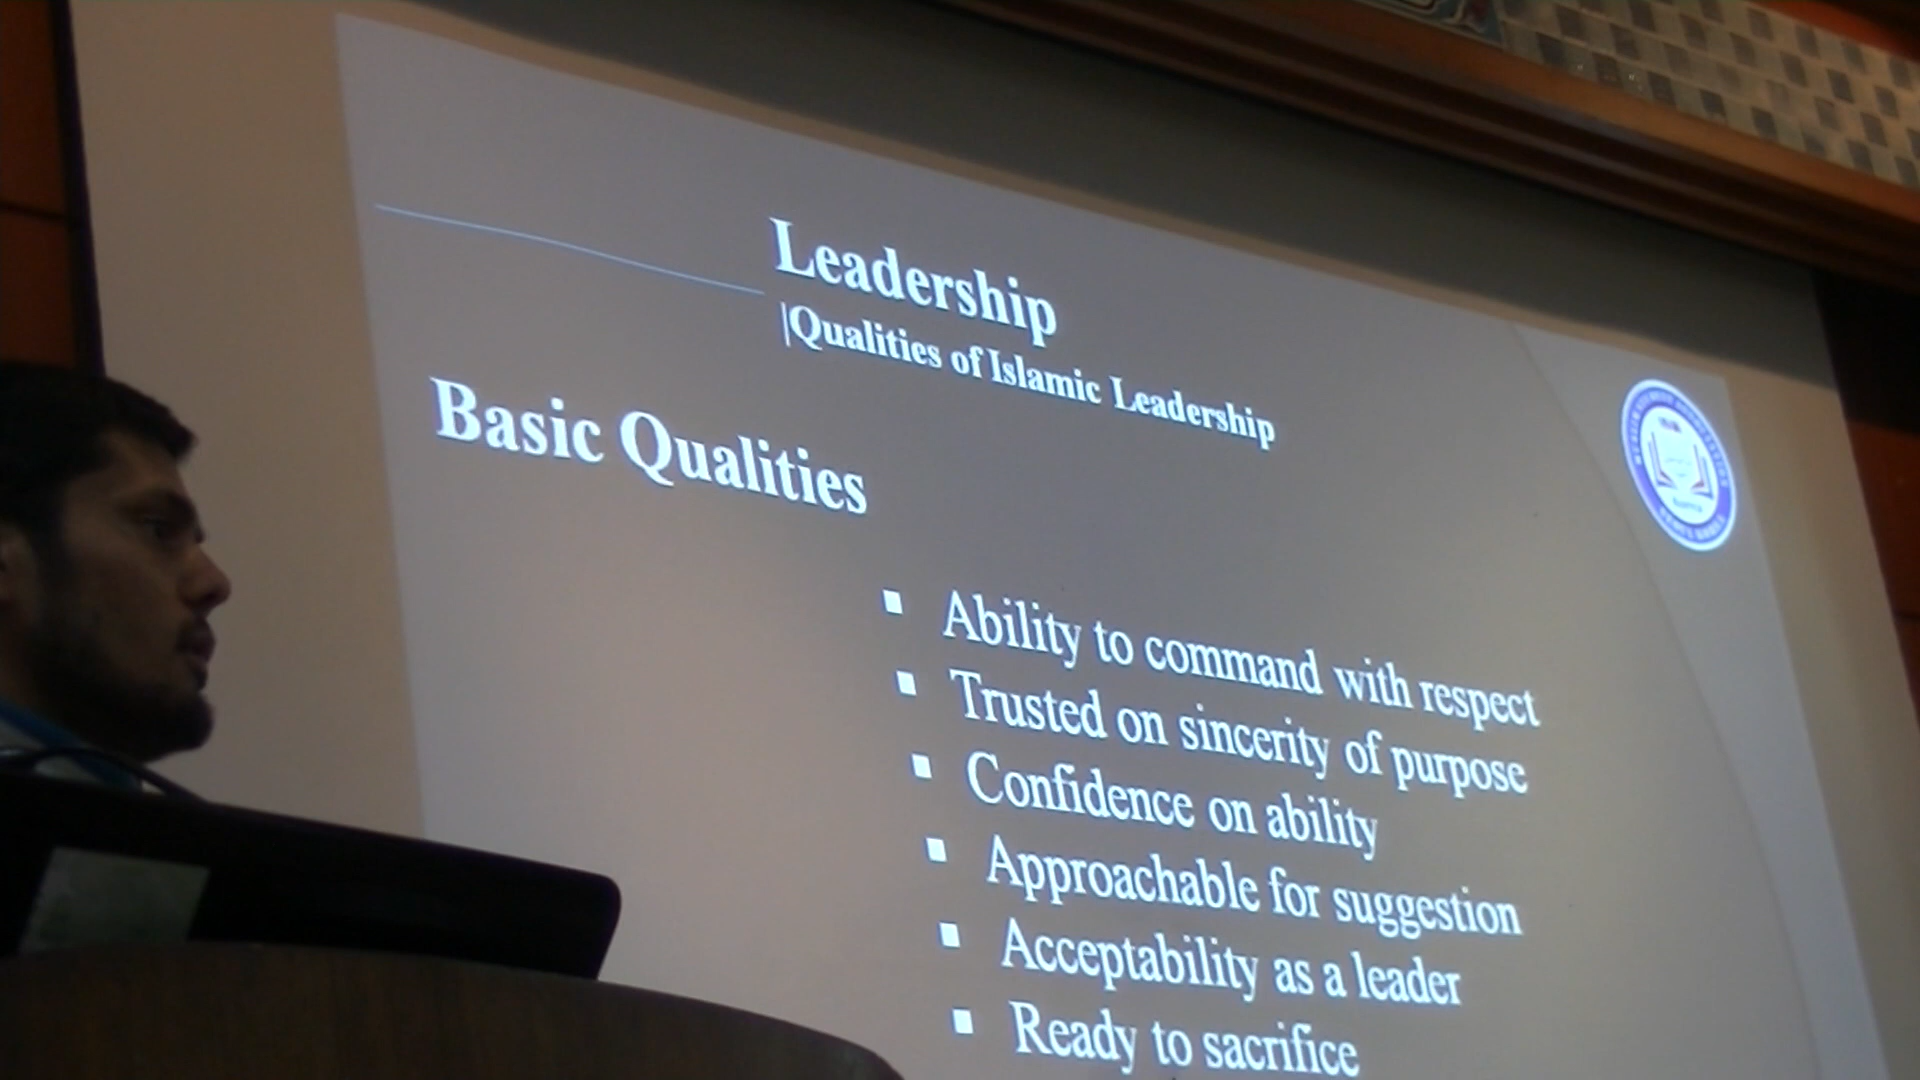 Leadership
|Qualities of Islamic Leadership
Basic Qualities
Ability to command with respect
Trusted on sincerity of purpose
Confidence on ability
Approachable for suggestion
Acceptability as a leader
Ready to sacrifice